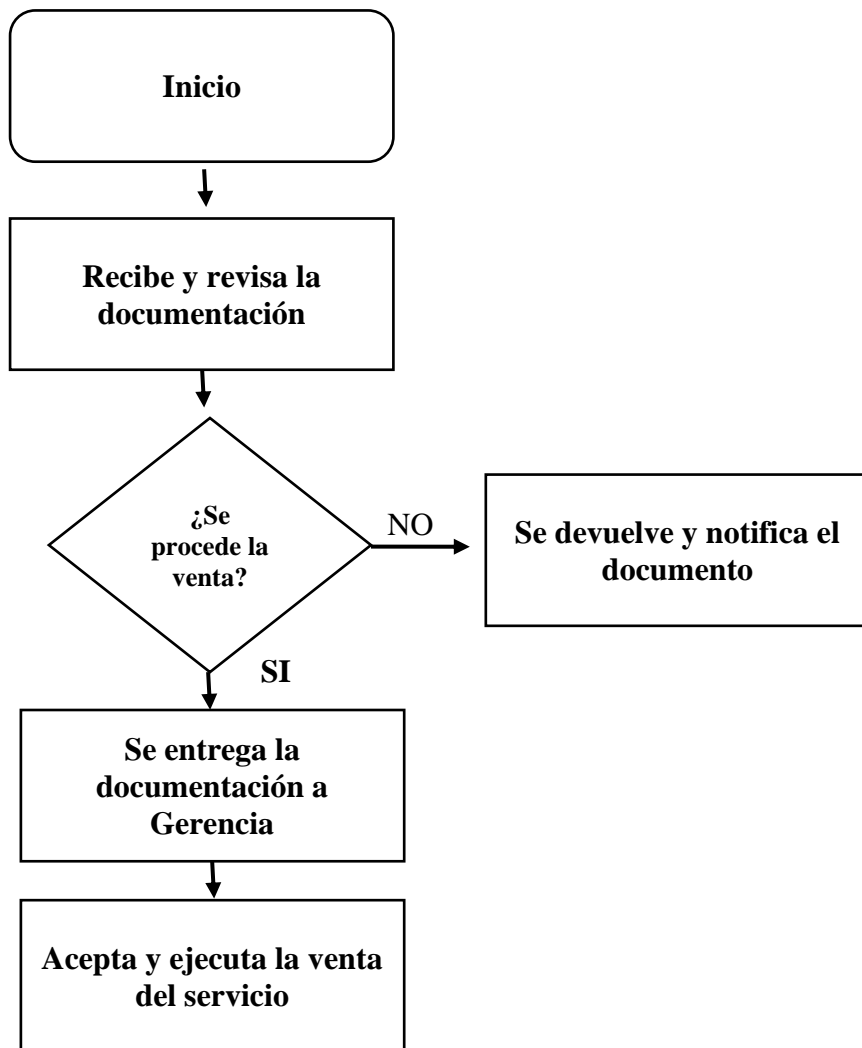 Inicio
Recibe y revisa la
documentación
¿Se
procede la
venta?
NO
Se devuelve y notifica el
documento
SI
Se entrega la
documentación a
Gerencia
Acepta y ejecuta la venta
del servicio